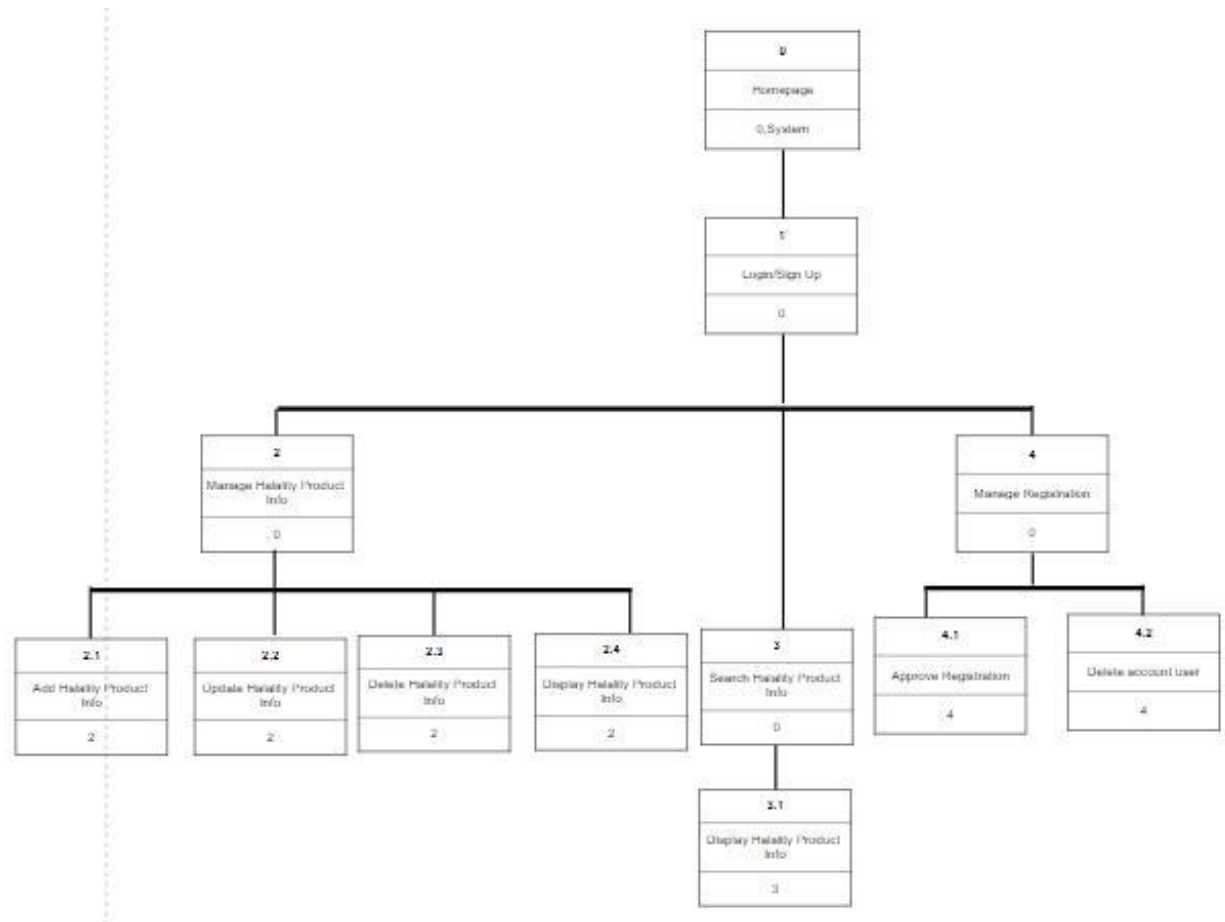 0
Homepage
0,System
1
Login/Sign Up
0
2
Manage Halality Product
Info
0
4
Manage Registration
0
2.1
Add Halality Product
Info
2
2.2
Update Halality Product
Info
2
2.3
Delete Halality Product
Info
2
2.4
Display Halality Product
Info
2
3
Search Halality Product
Info
0
4.1
Approve Registration
4
4.2
Delete account user
4
3.1
Display Halality Product
Info
3